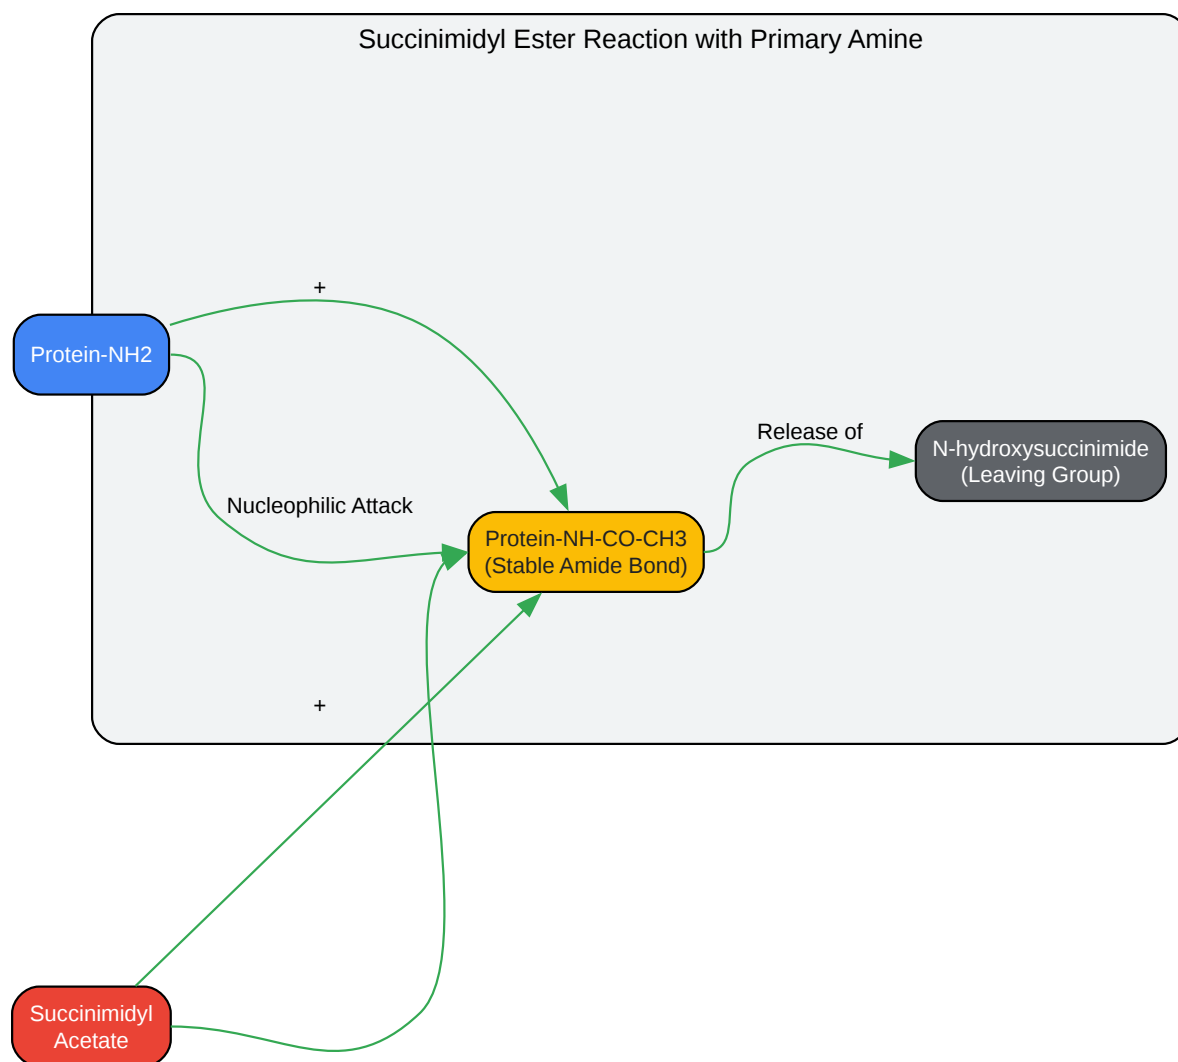 Succinimidyl Ester Reaction with Primary Amine
+
Protein-NH2
Release of
N-hydroxysuccinimide
(Leaving Group)
Nucleophilic Attack
Protein-NH-CO-CH3
(Stable Amide Bond)
+
Succinimidyl
Acetate